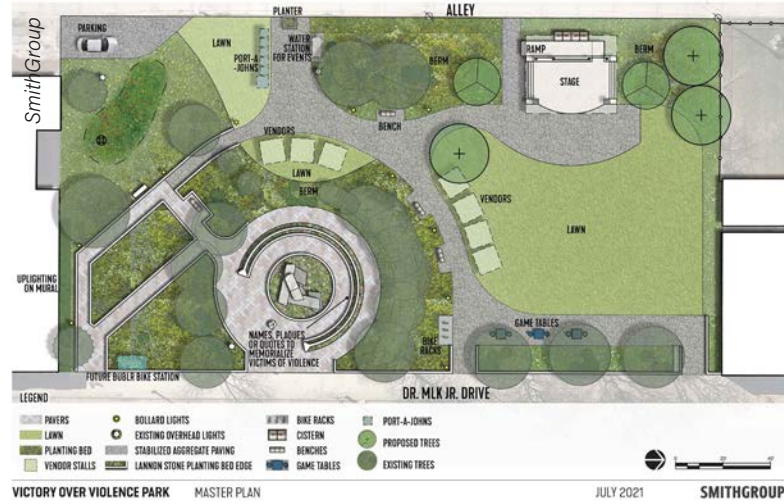 SmithGroup
ALLEY
PARKING
LAWN
PLANTER
PORT-A
-JOHNS
WATER
STATION
FOR EVENTS
BERM
RAMP
STAGE
BERM
BENCH
VENDORS
LAWN
BERM
VENDORS
LAWN
UPLIGHTING
ON MURAL
NAMES, PLAQUES
OR QUOTES TO
MEMORIALIZE
VICTIMS OF VIOLENCE
GAME TABLES
BIKE
RACKS
FUTURE BUBLR BIKE STATION
DR. MLK JR. DRIVE
LEGEND
PAVERS
LAWN
PLANTING BED
VENDOR STALLS
BOLLARD LIGHTS
EXISTING OVERHEAD LIGHTS
STABILIZED AGGREGATE PAVING
LANNON STONE PLANTING BED EDGE
BIKE RACKS
CISTERN
BENCHES
GAME TABLES
PORT-A-JOHNS
PROPOSED TREES
EXISTING TREES
0 20 40
VICTORY OVER VIOLENCE PARK MASTER PLAN
JULY 2021 SMITHGROUP